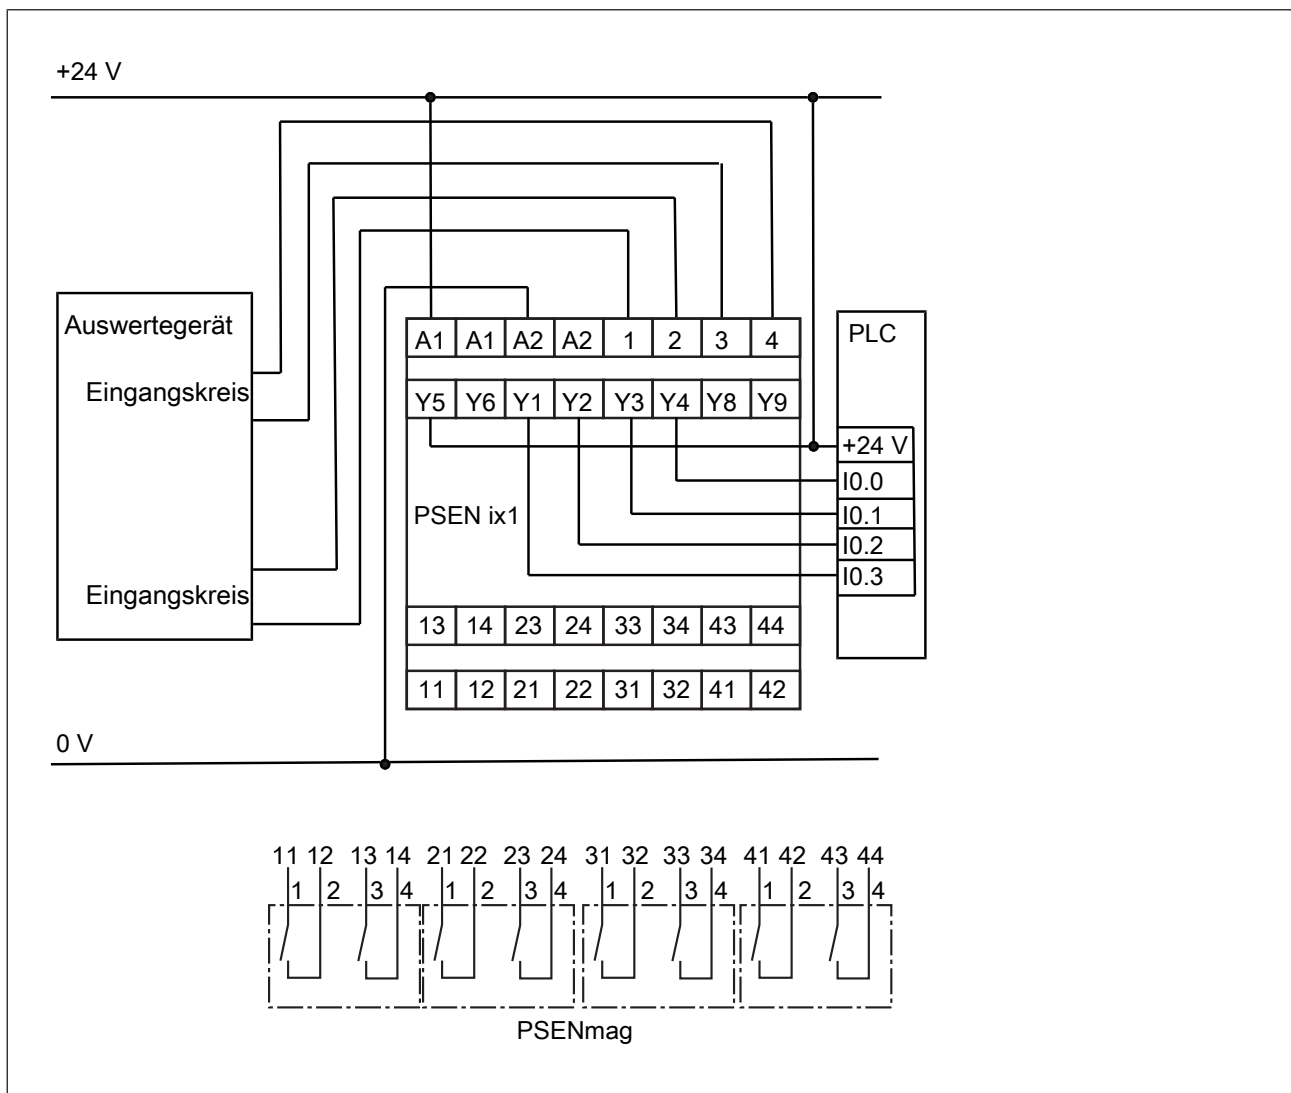 +24 V
Auswertegerät
Eingangskreis
Eingangskreis
A1 A1 A2 A2 1 2 3 4
Y5 Y6 Y1 Y2 Y3 Y4 Y8 Y9
PSEN ix1
13 14 23 24 33 34 43 44
11 12 21 22 31 32 41 42
PLC
+24 V
I0.0
I0.1
I0.2
I0.3
0 V
11 12 13 14 21 22 23 24 31 32 33 34 41 42 43 44
1 2 3 4 1 2 3 4 1 2 3 4 1 2 3 4
PSENmag